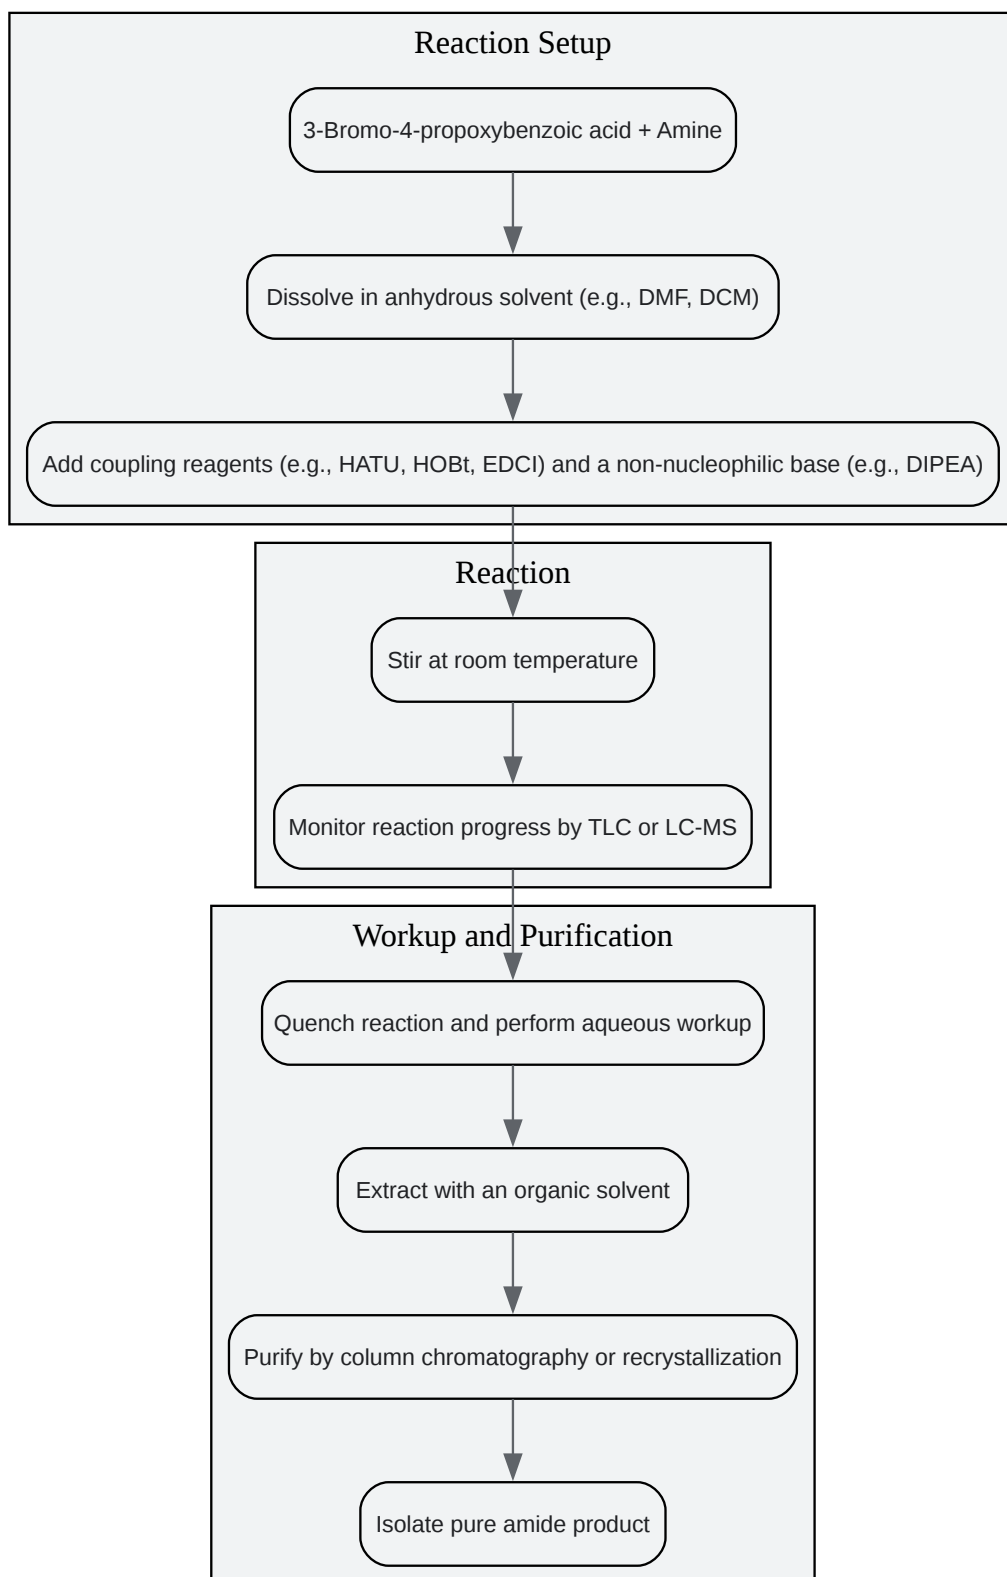 Reaction Setup
3-Bromo-4-propoxybenzoic acid + Amine
Dissolve in anhydrous solvent (e.g., DMF, DCM)
Add coupling reagents (e.g., HATU, HOBt, EDCI) and a non-nucleophilic base (e.g., DIPEA)
Reaction
Stir at room temperature
Monitor reaction progress by TLC or LC-MS
Workup and Purification
Quench reaction and perform aqueous workup
Extract with an organic solvent
Purify by column chromatography or recrystallization
Isolate pure amide product